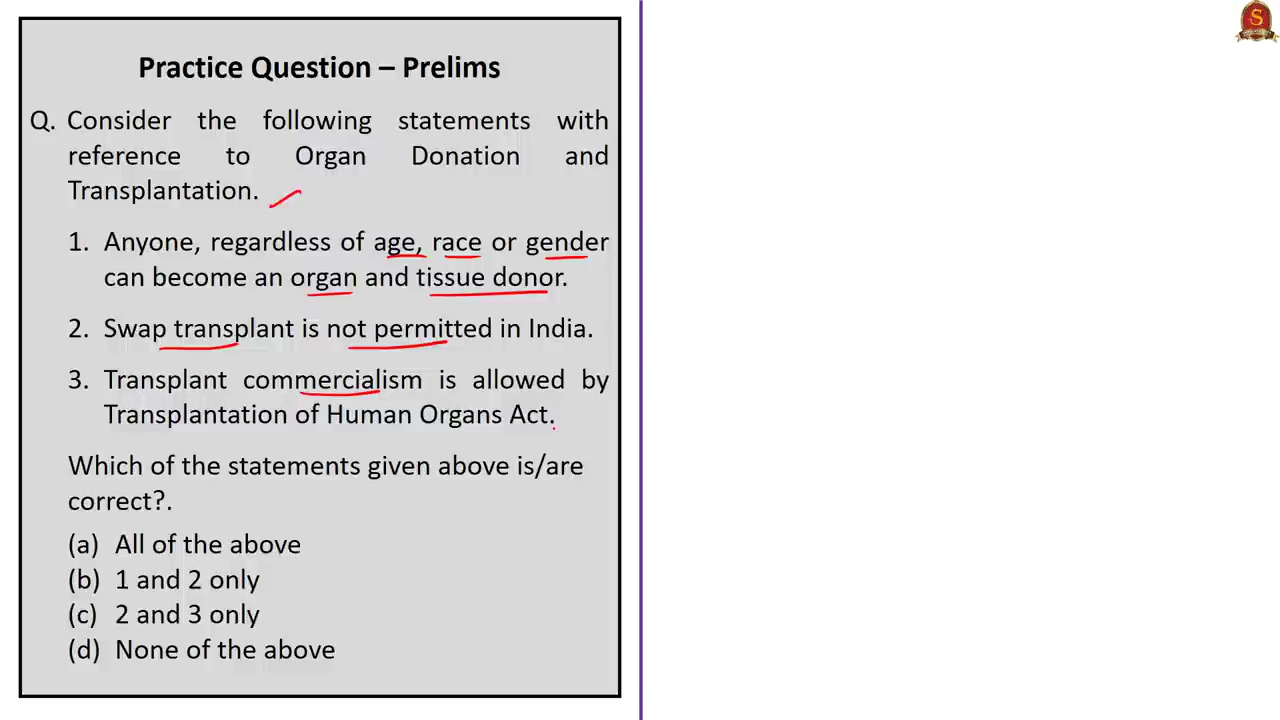 Practice Question – Prelims
Q. Consider the following statements with
reference to Organ Donation and
Transplantation.
1. Anyone, regardless of age, race or gender
can become an organ and tissue donor.
2. Swap transplant is not permitted in India.
3. Transplant commercialism is allowed by
Transplantation of Human Organs Act.
Which of the statements given above is/are
correct?.
(a) All of the above
(b) 1 and 2 only
(c) 2 and 3 only
(d) None of the above
S